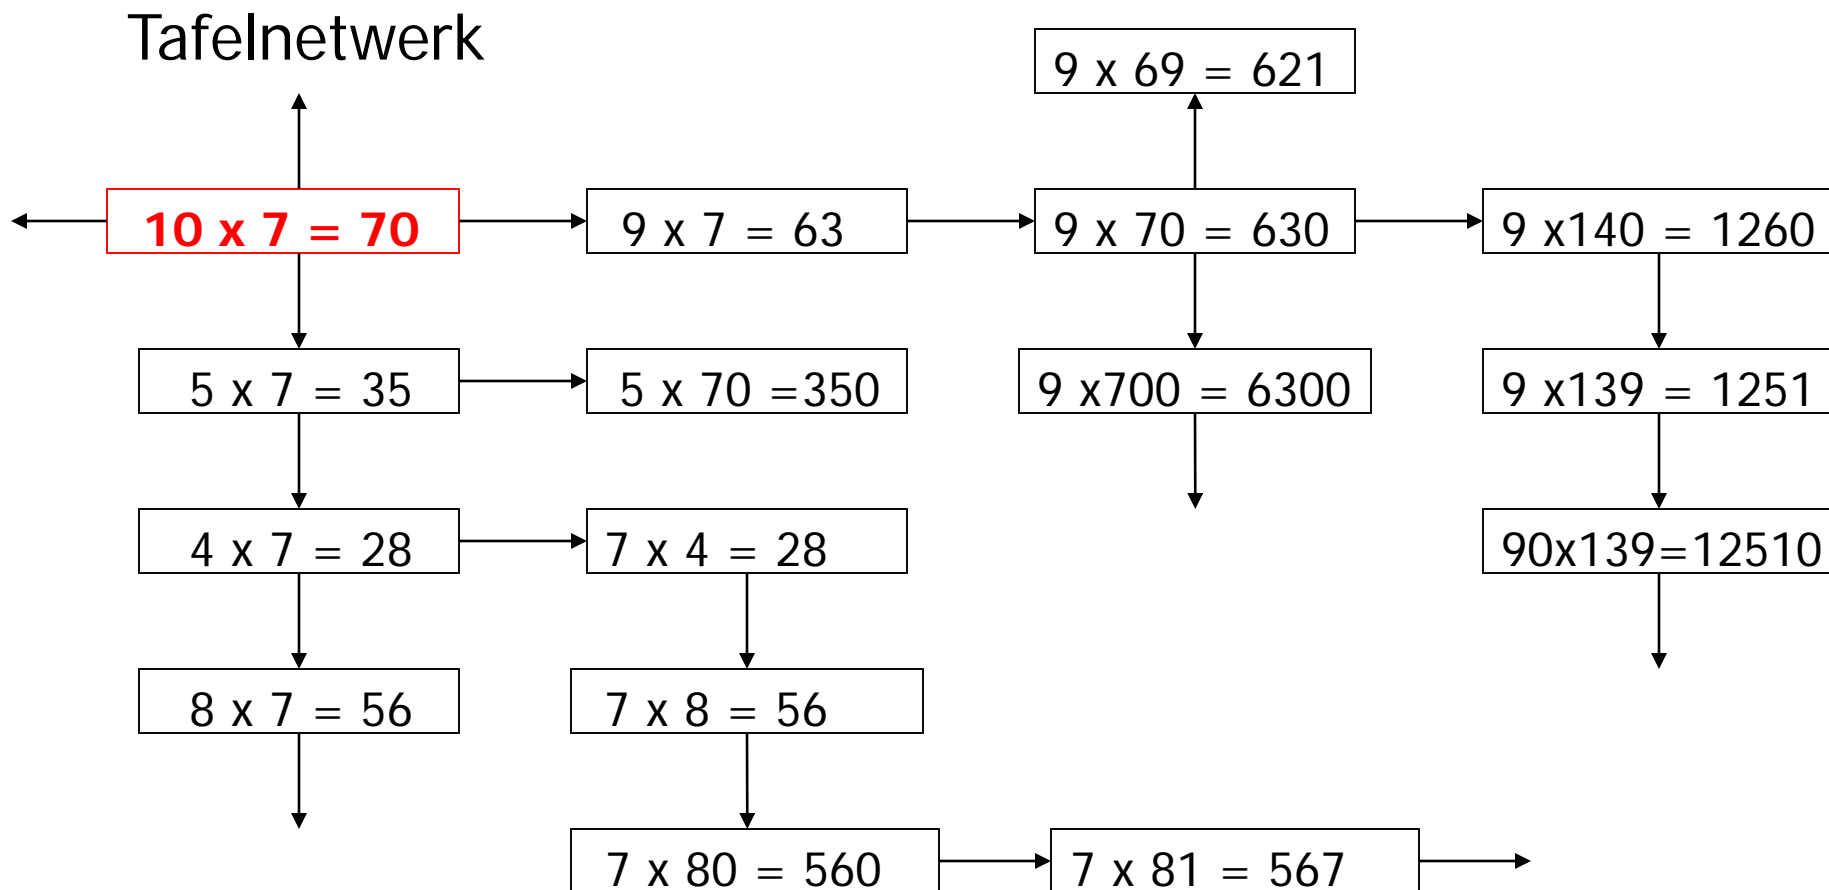 Tafelnetwerk
9 x 69 = 621
10 x 7 = 70
9 x 7 = 63
9 x 70 = 630
9 x140 = 1260
5 x 7 = 35
5 x 70 =350
9 x700 = 6300
9 x139 = 1251
4 x 7 = 28
7 x 4 = 28
90x139=12510
8 x 7 = 56
7 x 8 = 56
7 x 80 = 560
7 x 81 = 567